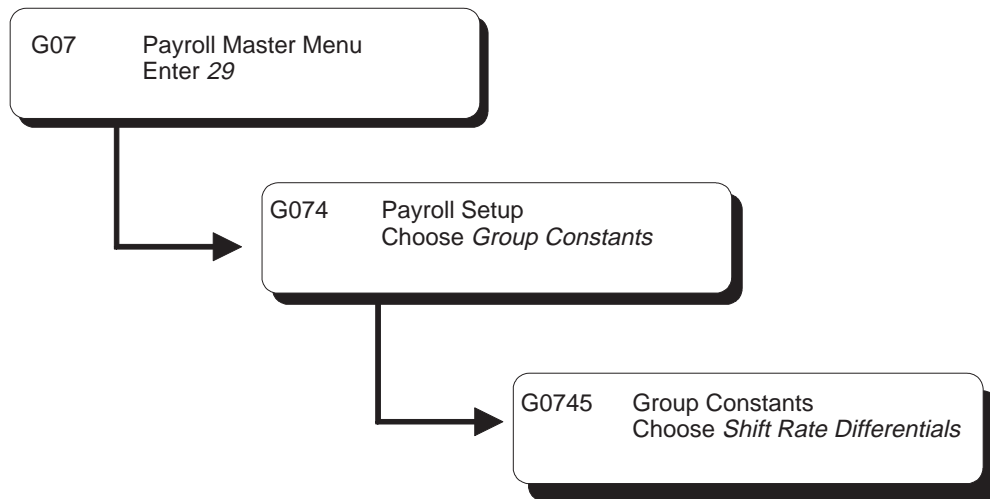 G07 Payroll Master Menu
Enter 29
G074 Payroll Setup
Choose Group Constants
G0745 Group Constants
Choose Shift Rate Differentials